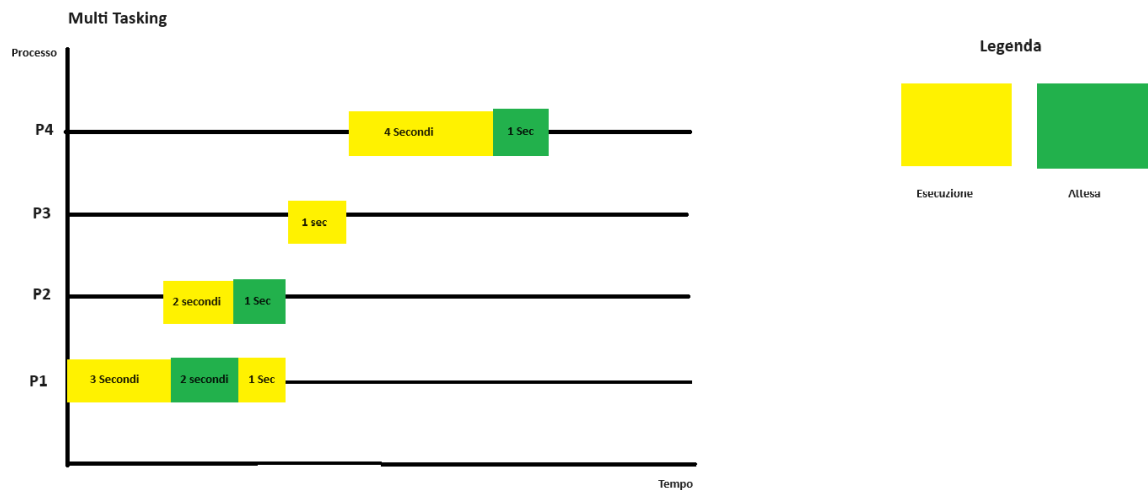 Multi Tasking
Processo
Legenda
P4
4 Secondi
1 Sec
Esecuzione
Attesa
P3
1 sec
P2
2 secondi
1 Sec
P1
3 Secondi
2 secondi
1 Sec
Tempo